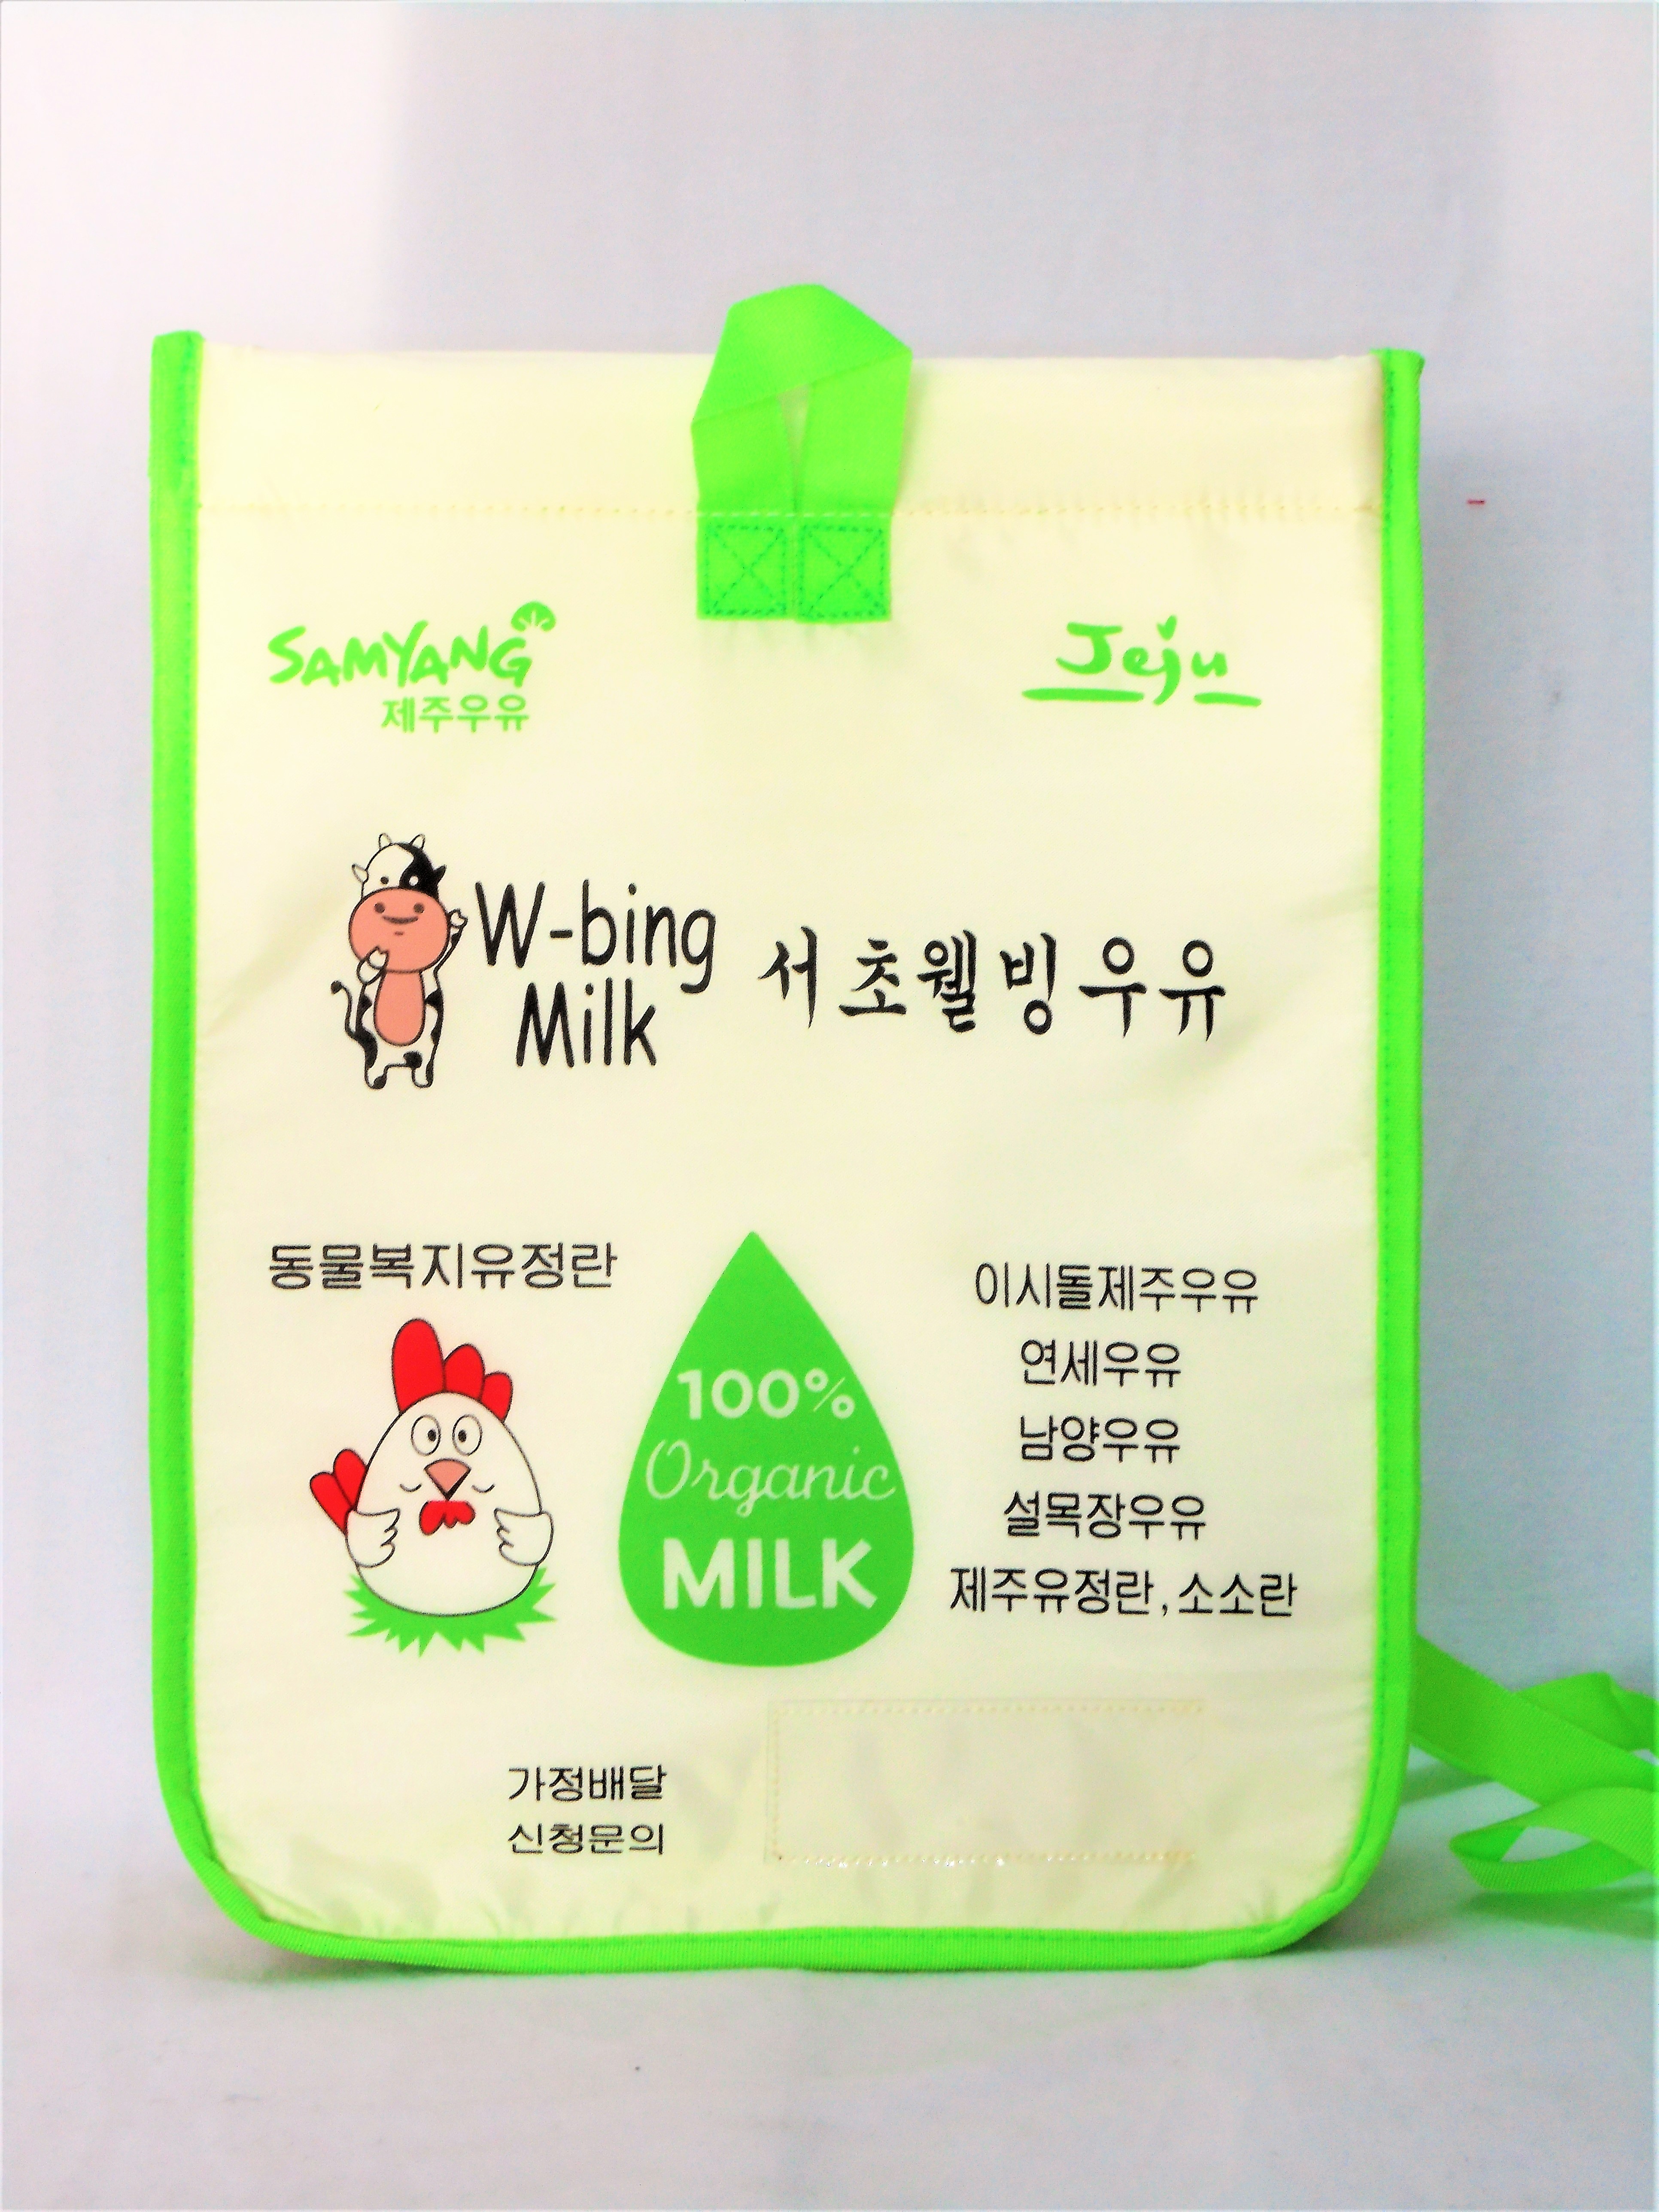 SAMYANG
제주우유
Jeju
W-bing
Milk
서초웰빙우유
동물복지유정란
100%
Organic
MILK
이시돌제주우유
연세우유
남양우유
설목장우유
제주유정란, 소소란
가정배달
신청문의